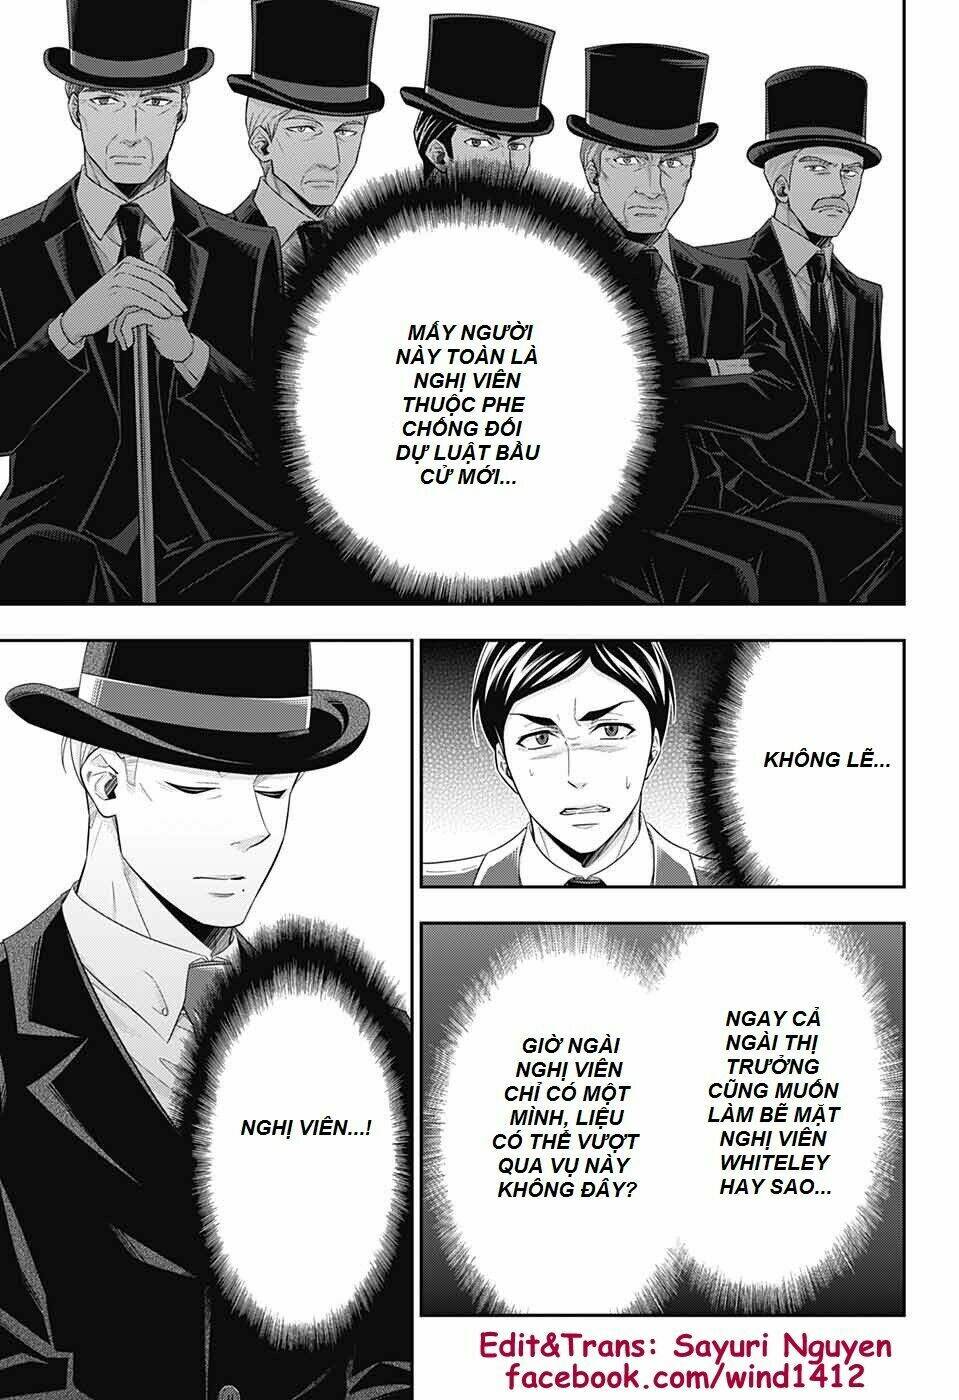 MẤY NGƯỜI
NÀY TOÀN LÀ
NGHỊ VIÊN
THUỘC PHE
CHỐNG ĐỐI
DỰ LUẬT BẦU
CỬ MỚI...
KHÔNG LẼ...
NGAY CẢ
NGÀI THỊ
TRƯỞNG
CŨNG MUỐN
LÀM BẼ MẶT
NGHỊ VIÊN
WHITELEY
HAY SAO...
GIỜ NGÀI
NGHỊ VIÊN
CHỈ CÓ MỘT
MÌNH, LIỆU
CÓ THỂ VƯỢT
QUA VỤ NÀY
KHÔNG ĐÂY?
NGHỊ VIÊN...!
Edit&Trans: Sayuri Nguyen
facebook.com/wind1412